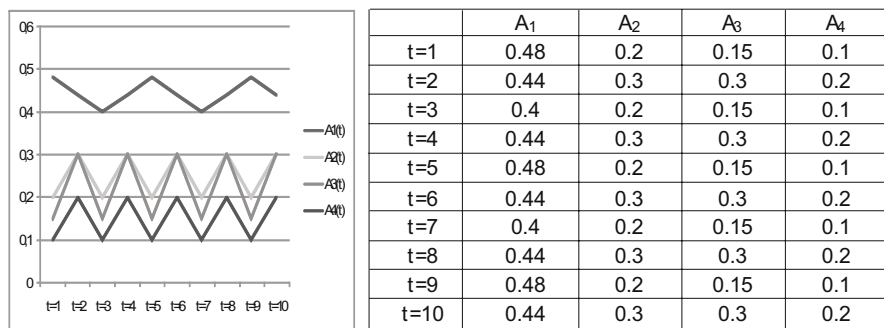 0,6
0,5
0,4
0,3
0,2
0,1
0
t=1 t=2 t=3 t=4 t=5 t=6 t=7 t=8 t=9 t=10
A1(t)
A2(t)
A3(t)
A4(t)
A1 A2 A3 A4
t=1 0.48 0.2 0.15 0.1
t=2 0.44 0.3 0.3 0.2
t=3 0.4 0.2 0.15 0.1
t=4 0.44 0.3 0.3 0.2
t=5 0.48 0.2 0.15 0.1
t=6 0.44 0.3 0.3 0.2
t=7 0.4 0.2 0.15 0.1
t=8 0.44 0.3 0.3 0.2
t=9 0.48 0.2 0.15 0.1
t=10 0.44 0.3 0.3 0.2